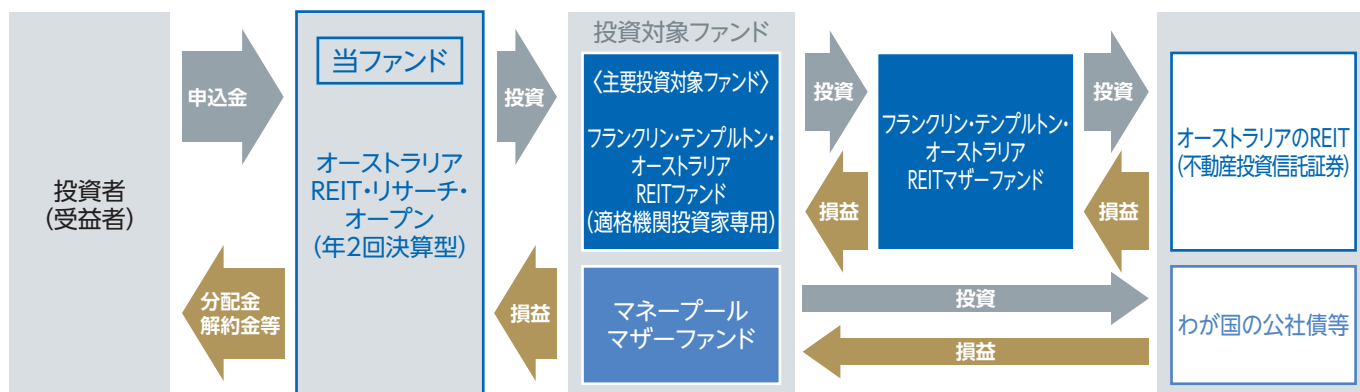 投資者
(受益者)
申込金
分配金
解約金等
当ファンド
オーストラリア
REIT・リサーチ・
オープン
(年2回決算型)
投資
損益
投資対象ファンド
〈主要投資対象ファンド〉
フランクリン・テンプルトン・
オーストラリア
REITファンド
(適格機関投資家専用)
マネープール
マザーファンド
投資
損益
フランクリン・テンプルトン・
オーストラリア
REITマザーファンド
投資
損益
投資
損益
オーストラリアのREIT
(不動産投資信託証券)
わが国の公社債等